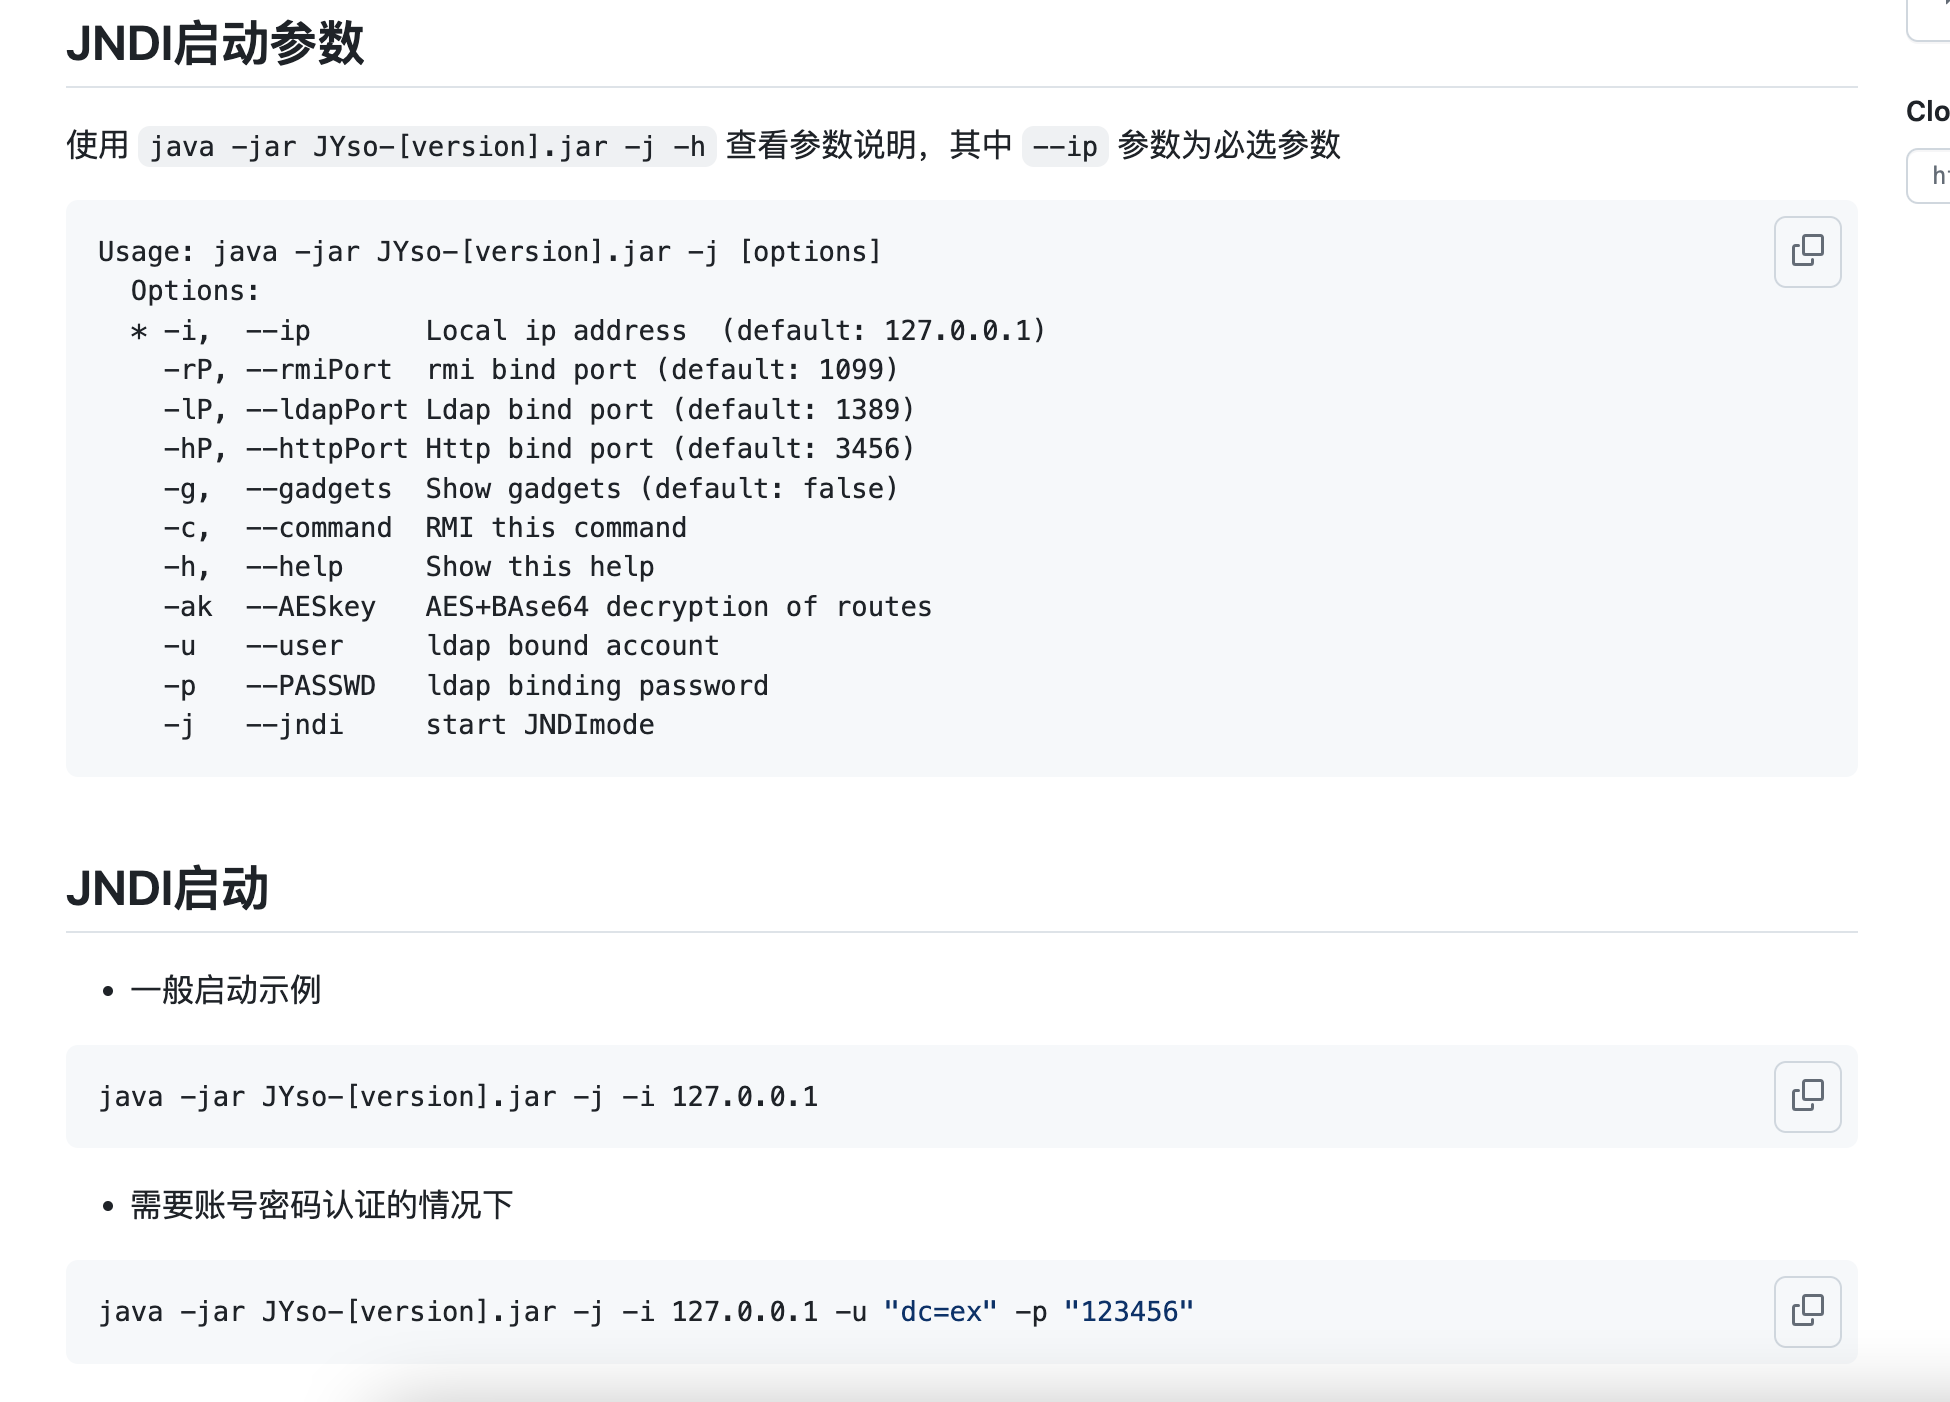 JNDI启动参数
Clo
使用 java -jar JYso-[version].jar -j -h 查看参数说明，其中 --ip 参数为必选参数
Usage: java -jar JYso-[version].jar -j [options]
  Options:
  * -i,  --ip       Local ip address  (default: 127.0.0.1)
    -rP, --rmiPort  rmi bind port (default: 1099)
    -lP, --ldapPort Ldap bind port (default: 1389)
    -hP, --httpPort Http bind port (default: 3456)
    -g,  --gadgets  Show gadgets (default: false)
    -c,  --command  RMI this command
    -h,  --help     Show this help
    -ak  --AESkey   AES+BAse64 decryption of routes
    -u   --user     ldap bound account
    -p   --PASSWD   ldap binding password
    -j   --jndi     start JNDImode
JNDI启动
• 一般启动示例
java -jar JYso-[version].jar -j -i 127.0.0.1
• 需要账号密码认证的情况下
java -jar JYso-[version].jar -j -i 127.0.0.1 -u "dc=ex" -p "123456"